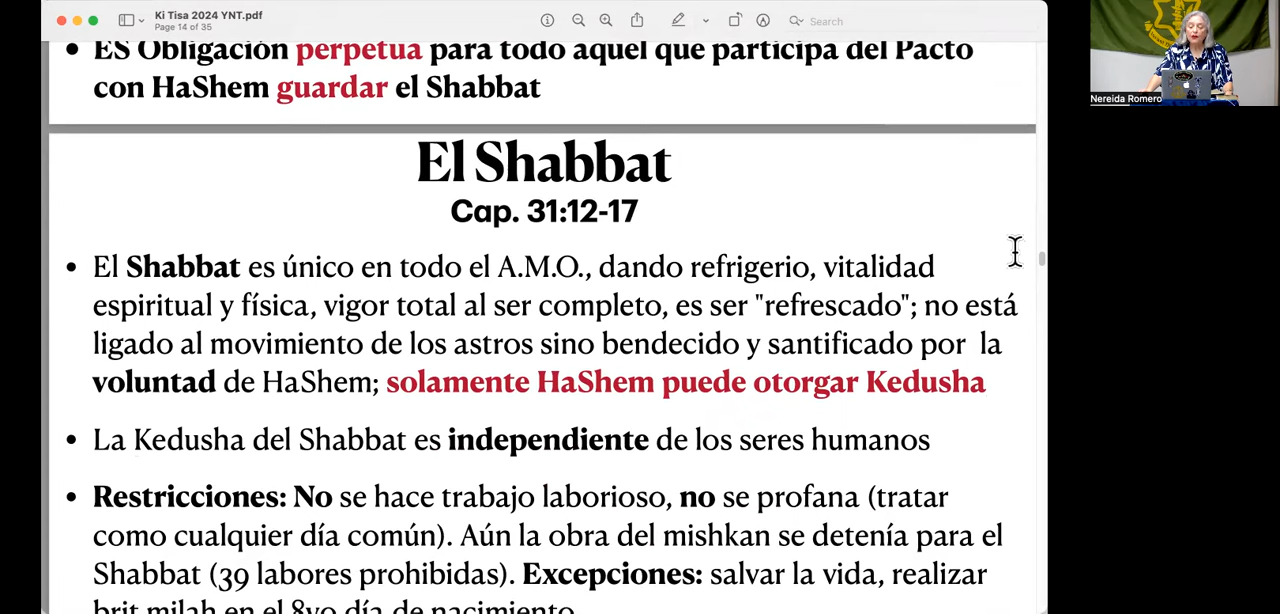 Ki Tisa 2024 YNT.pdf
Page 14 of 35
Search
• ES Obligación perpetua para todo aquel que participa del Pacto
con HaShem guardar el Shabbat
El Shabbat
Cap. 31:12-17
• El Shabbat es único en todo el A.M.O., dando refrigerio, vitalidad
espiritual y física, vigor total al ser completo, es ser "refrescado"; no está
ligado al movimiento de los astros sino bendecido y santificado por la
voluntad de HaShem; solamente HaShem puede otorgar Kedusha
• La Kedusha del Shabbat es independiente de los seres humanos
• Restricciones: No se hace trabajo laborioso, no se profana (tratar
como cualquier día común). Aún la obra del mishkan se detenía para el
Shabbat (39 labores prohibidas). Excepciones: salvar la vida, realizar
brit milah en el 8vo día de nacimiento
Nereida Romero